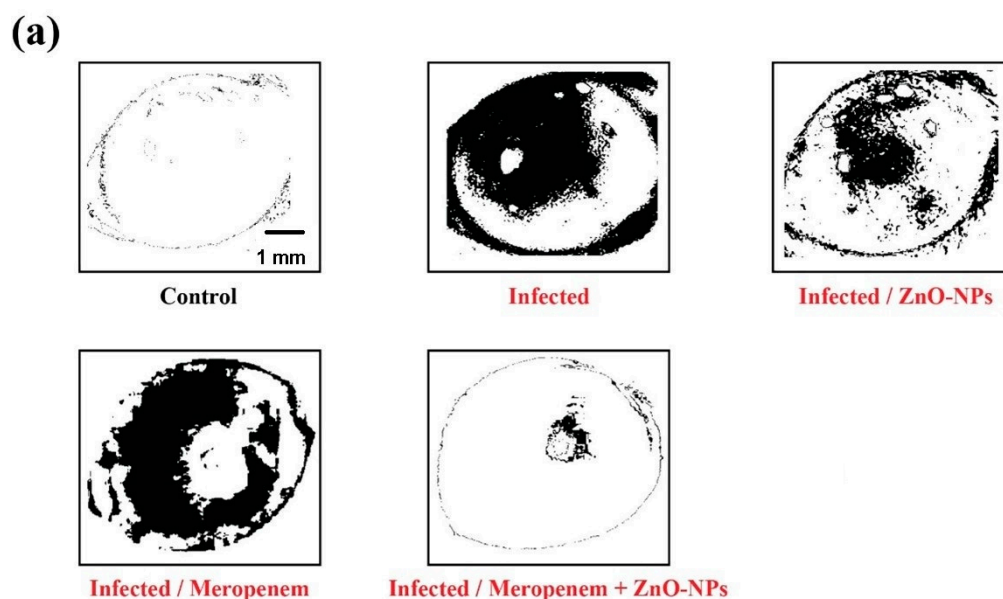 (a)
1 mm
Control
Infected
Infected / ZnO-NPs
Infected / Meropenem
Infected / Meropenem + ZnO-NPs